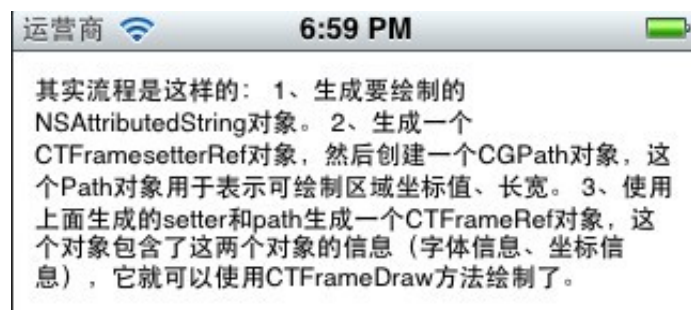 运营商 6:59 PM
其实流程是这样的： 1、生成要绘制的
NSAttributedString对象。 2、生成一个
CTFramesetterRef对象，然后创建一个CGPath对象，这
个Path对象用于表示可绘制区域坐标值、长宽。 3、使用
上面生成的setter和path生成一个CTFrameRef对象，这
个对象包含了这两个对象的信息（字体信息、坐标信
息），它就可以使用CTFrameDraw方法绘制了。